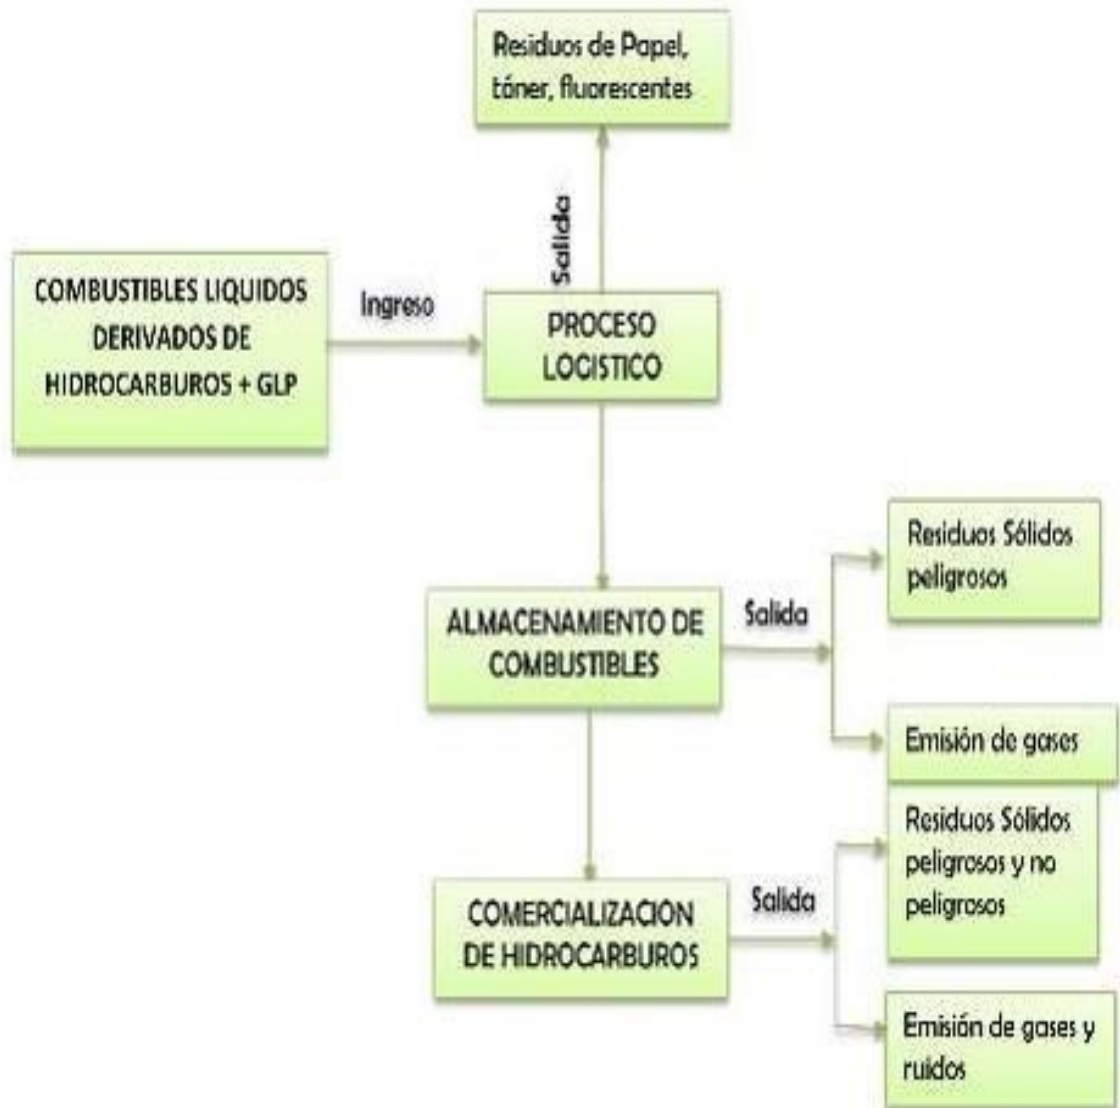 Residuos de Papel,
tóner, fluorescentes
Salida
COMBUSTIBLES LIQUIDOS
DERIVADOS DE
HIDROCARBUROS + GLP
Ingreso
PROCESO
LOGISTICO
ALMACENAMIENTO DE
COMBUSTIBLES
Salida
Residuos Sólidos
peligrosos
Emisión de gases
COMERCIALIZACION
DE HIDROCARBUROS
Salida
Residuos Sólidos
peligrosos y no
peligrosos
Emisión de gases y
ruidos